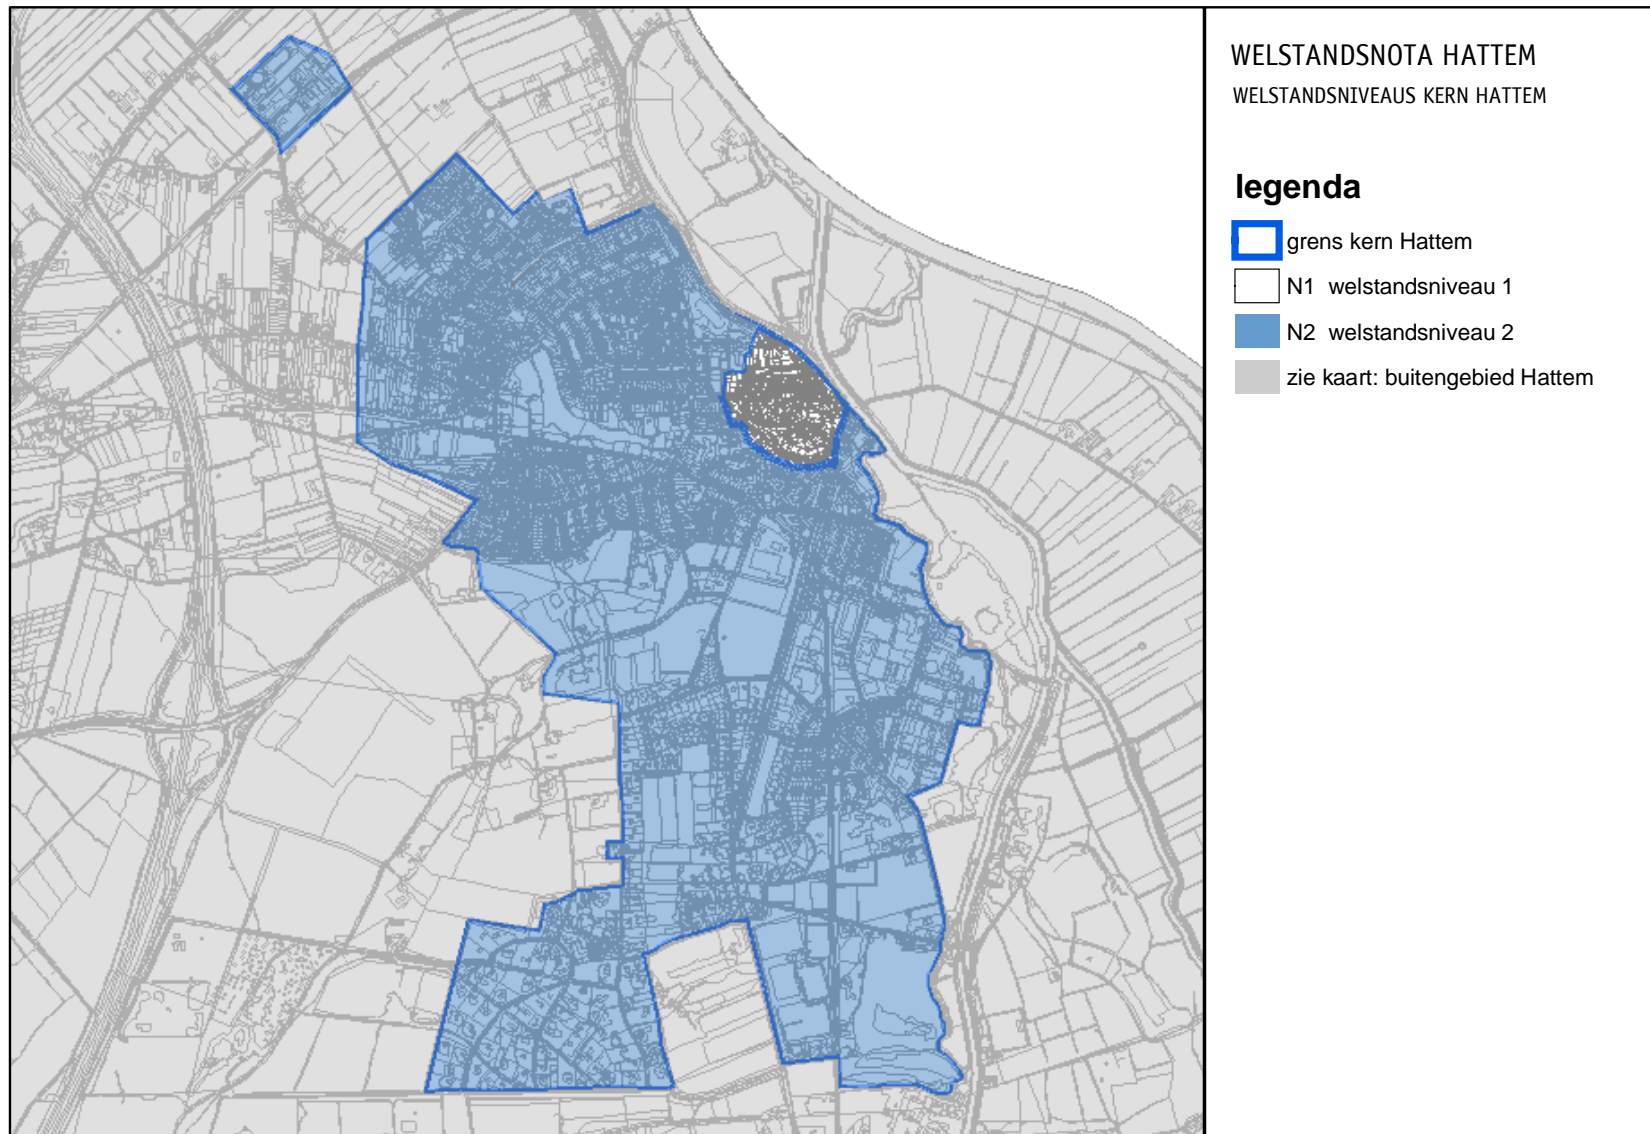 WELSTANDSNOTA HATTEM
WELSTANDSNIVEAUS KERN HATTEM
legenda
grens kern Hattem
N1 welstandsniveau 1
N2 welstandsniveau 2
zie kaart: buitengebied Hattem